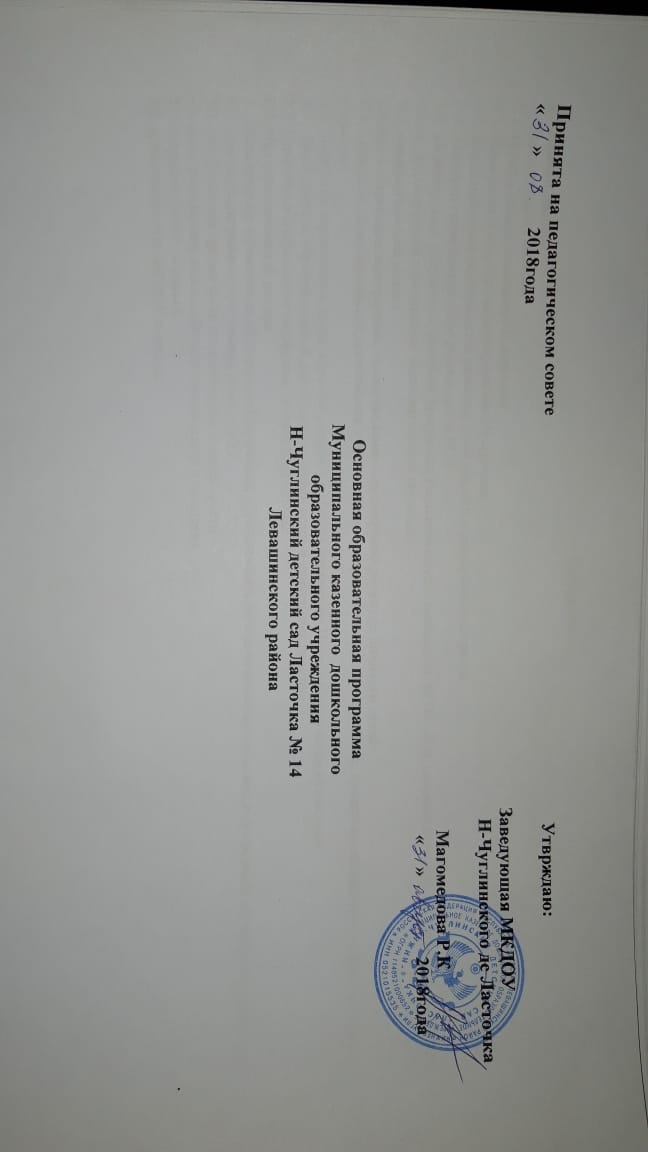 Принята на педагогическом совете
«31» 08. 2018года
Утврждаю:
Заведующая МКДОУ
Н-Чуглинского дс Ласточка
Магомедова Р.К
«31» 2018года
Основная образовательная программа
Муниципального казенного дошкольного
образовательного учреждения
Н-Чуглинский детский сад Ласточка № 14
Левашинского района